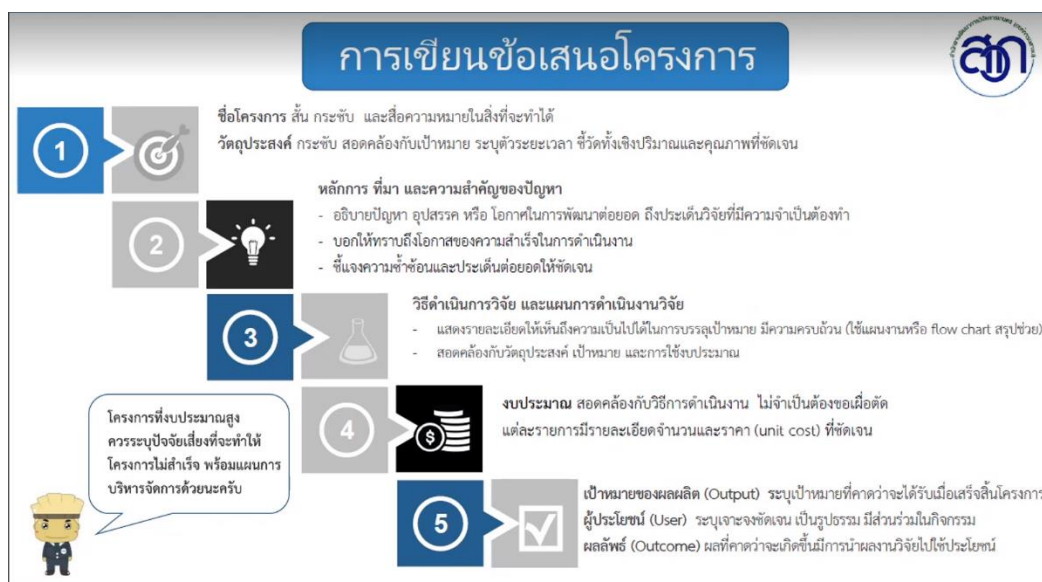 การเขียนข้อเสนอโครงการ
สวก
1
ชื่อโครงการ สั้น กระชับ และสื่อความหมายในสิ่งที่จะทำได้
วัตถุประสงค์ กระชับ สอดคล้องกับเป้าหมาย ระบุตัวระยะเวลา ชี้วัดทั้งเชิงปริมาณและคุณภาพที่ชัดเจน
2
หลักการ ที่มา และความสำคัญของปัญหา
- อธิบายปัญหา อุปสรรค หรือ โอกาสในการพัฒนาต่อยอด ถึงประเด็นวิจัยที่มีความจำเป็นต้องทำ
- บอกให้ทราบถึงโอกาสของความสำเร็จในการดำเนินงาน
- ชี้แจงความซ้ำซ้อนและประเด็นต่อยอดให้ชัดเจน
3
วิธีดำเนินการวิจัย และแผนการดำเนินงานวิจัย
- แสดงรายละเอียดให้เห็นถึงความเป็นไปได้ในการบรรลุเป้าหมาย มีความครบถ้วน (ใช้แผนงานหรือ flow chart สรุปช่วย)
- สอดคล้องกับวัตถุประสงค์ เป้าหมาย และการใช้งบประมาณ
4
$
งบประมาณ สอดคล้องกับวิธีการดำเนินงาน ไม่จำเป็นต้องขอเผื่อตัด
แต่ละรายการมีรายละเอียดจำนวนและราคา (unit cost) ที่ชัดเจน
โครงการที่งบประมาณสูง
ควรระบุปัจจัยเสี่ยงที่จะทำให้
โครงการไม่สำเร็จ พร้อมแผนการ
บริหารจัดการด้วยนะครับ
5
เป้าหมายของผลผลิต (Output) ระบุเป้าหมายที่คาดว่าจะได้รับเมื่อเสร็จสิ้นโครงการ
ผู้ประโยชน์ (User) ระบุเจาะจงชัดเจน เป็นรูปธรรม มีส่วนร่วมในกิจกรรม
ผลลัพธ์ (Outcome) ผลที่คาดว่าจะเกิดขึ้นมีการนำผลงานวิจัยไปใช้ประโยชน์